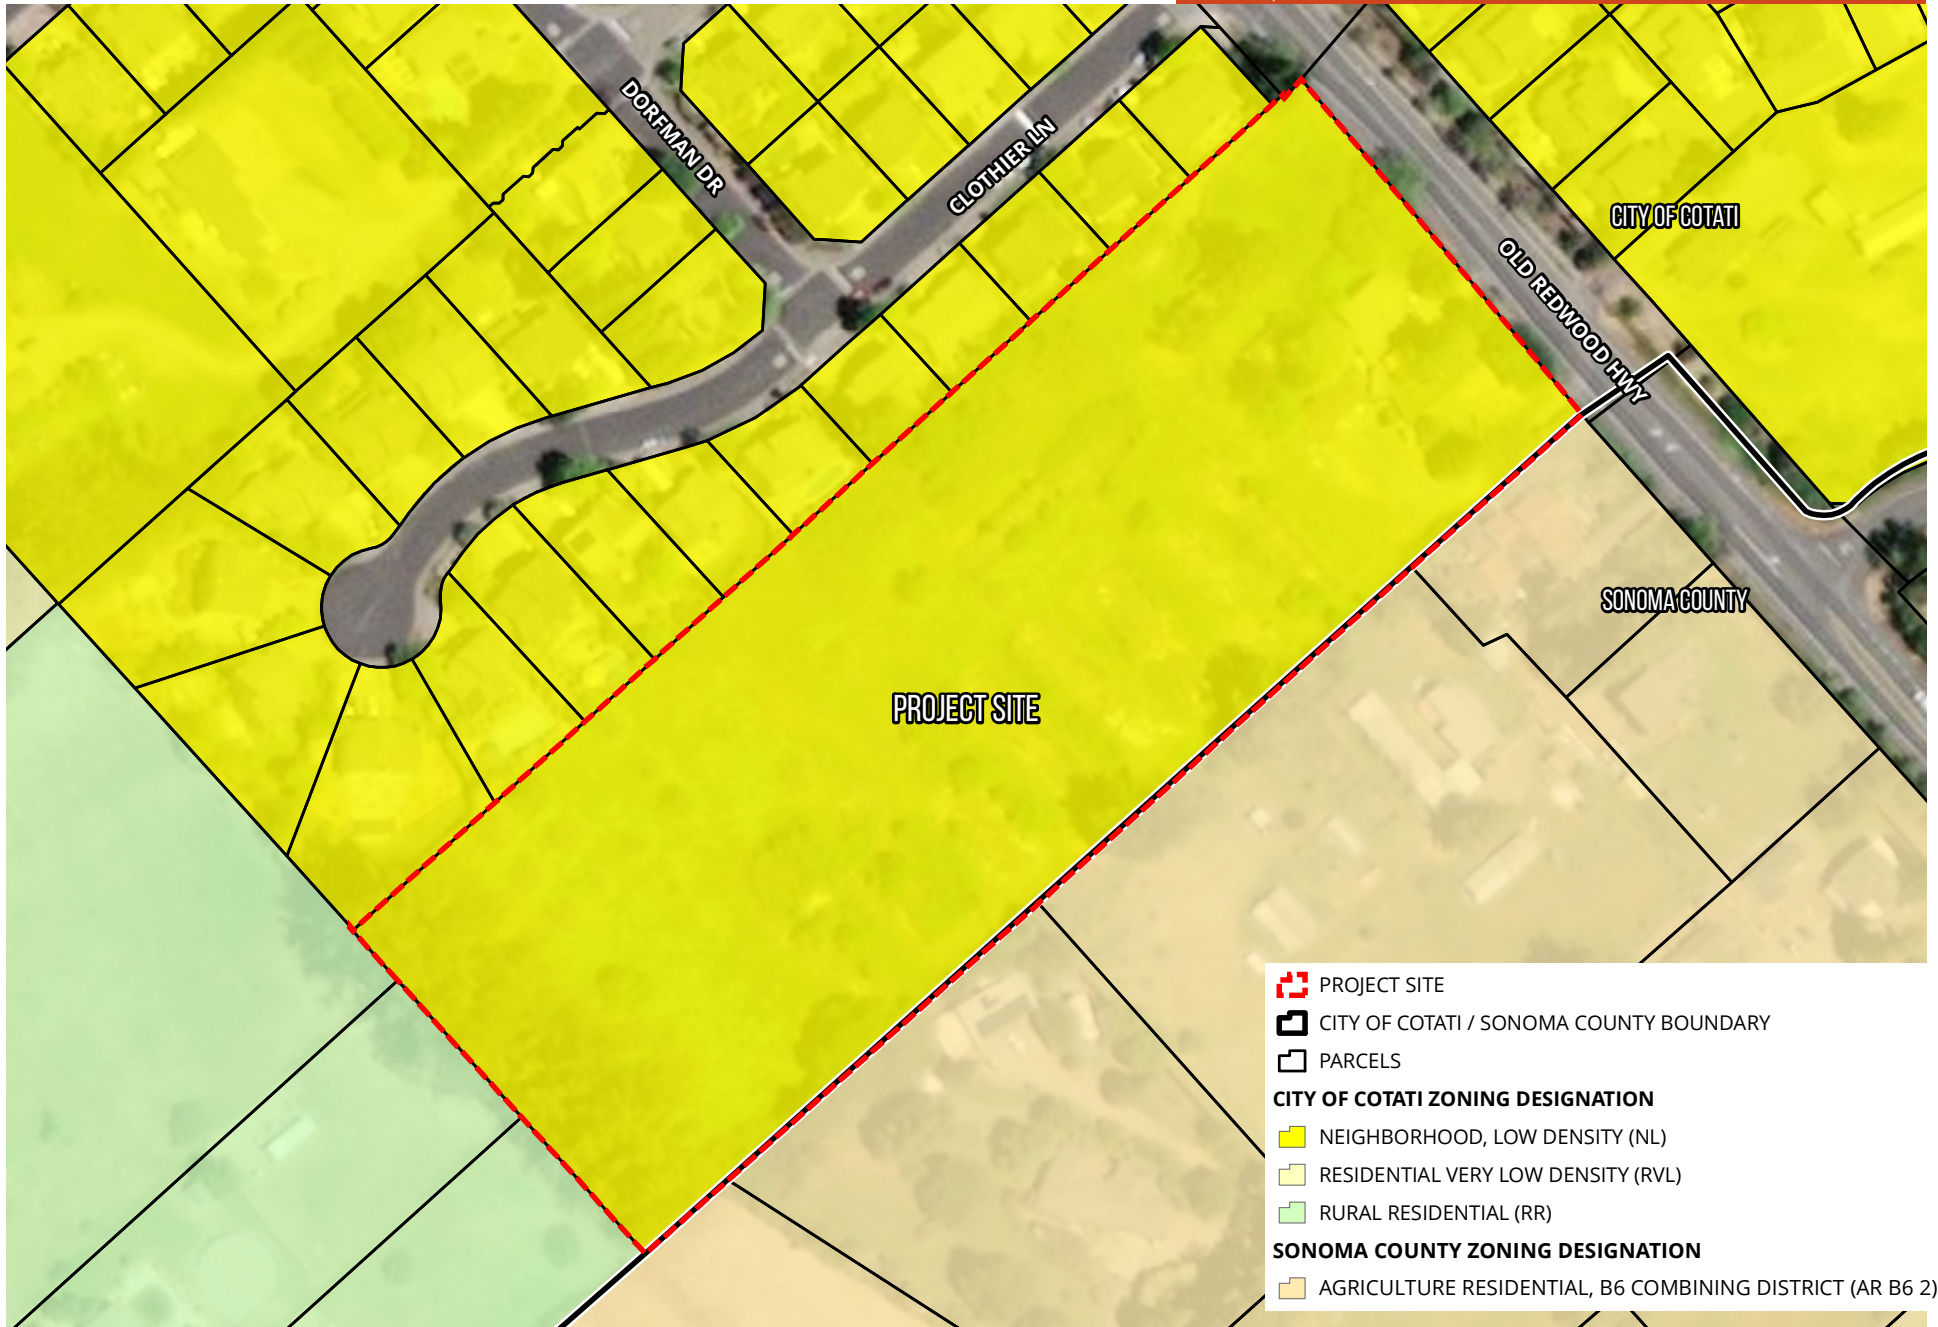 DORFMAN DR
CLOTHIER LN
CITY OF COTATI
OLD REDWOOD HWY
SONOMA COUNTY
PROJECT SITE
PROJECT SITE
CITY OF COTATI / SONOMA COUNTY BOUNDARY
PARCELS
CITY OF COTATI ZONING DESIGNATION
NEIGHBORHOOD, LOW DENSITY (NL)
RESIDENTIAL VERY LOW DENSITY (RVL)
RURAL RESIDENTIAL (RR)
SONOMA COUNTY ZONING DESIGNATION
AGRICULTURE RESIDENTIAL, B6 COMBINING DISTRICT (AR B6 2)